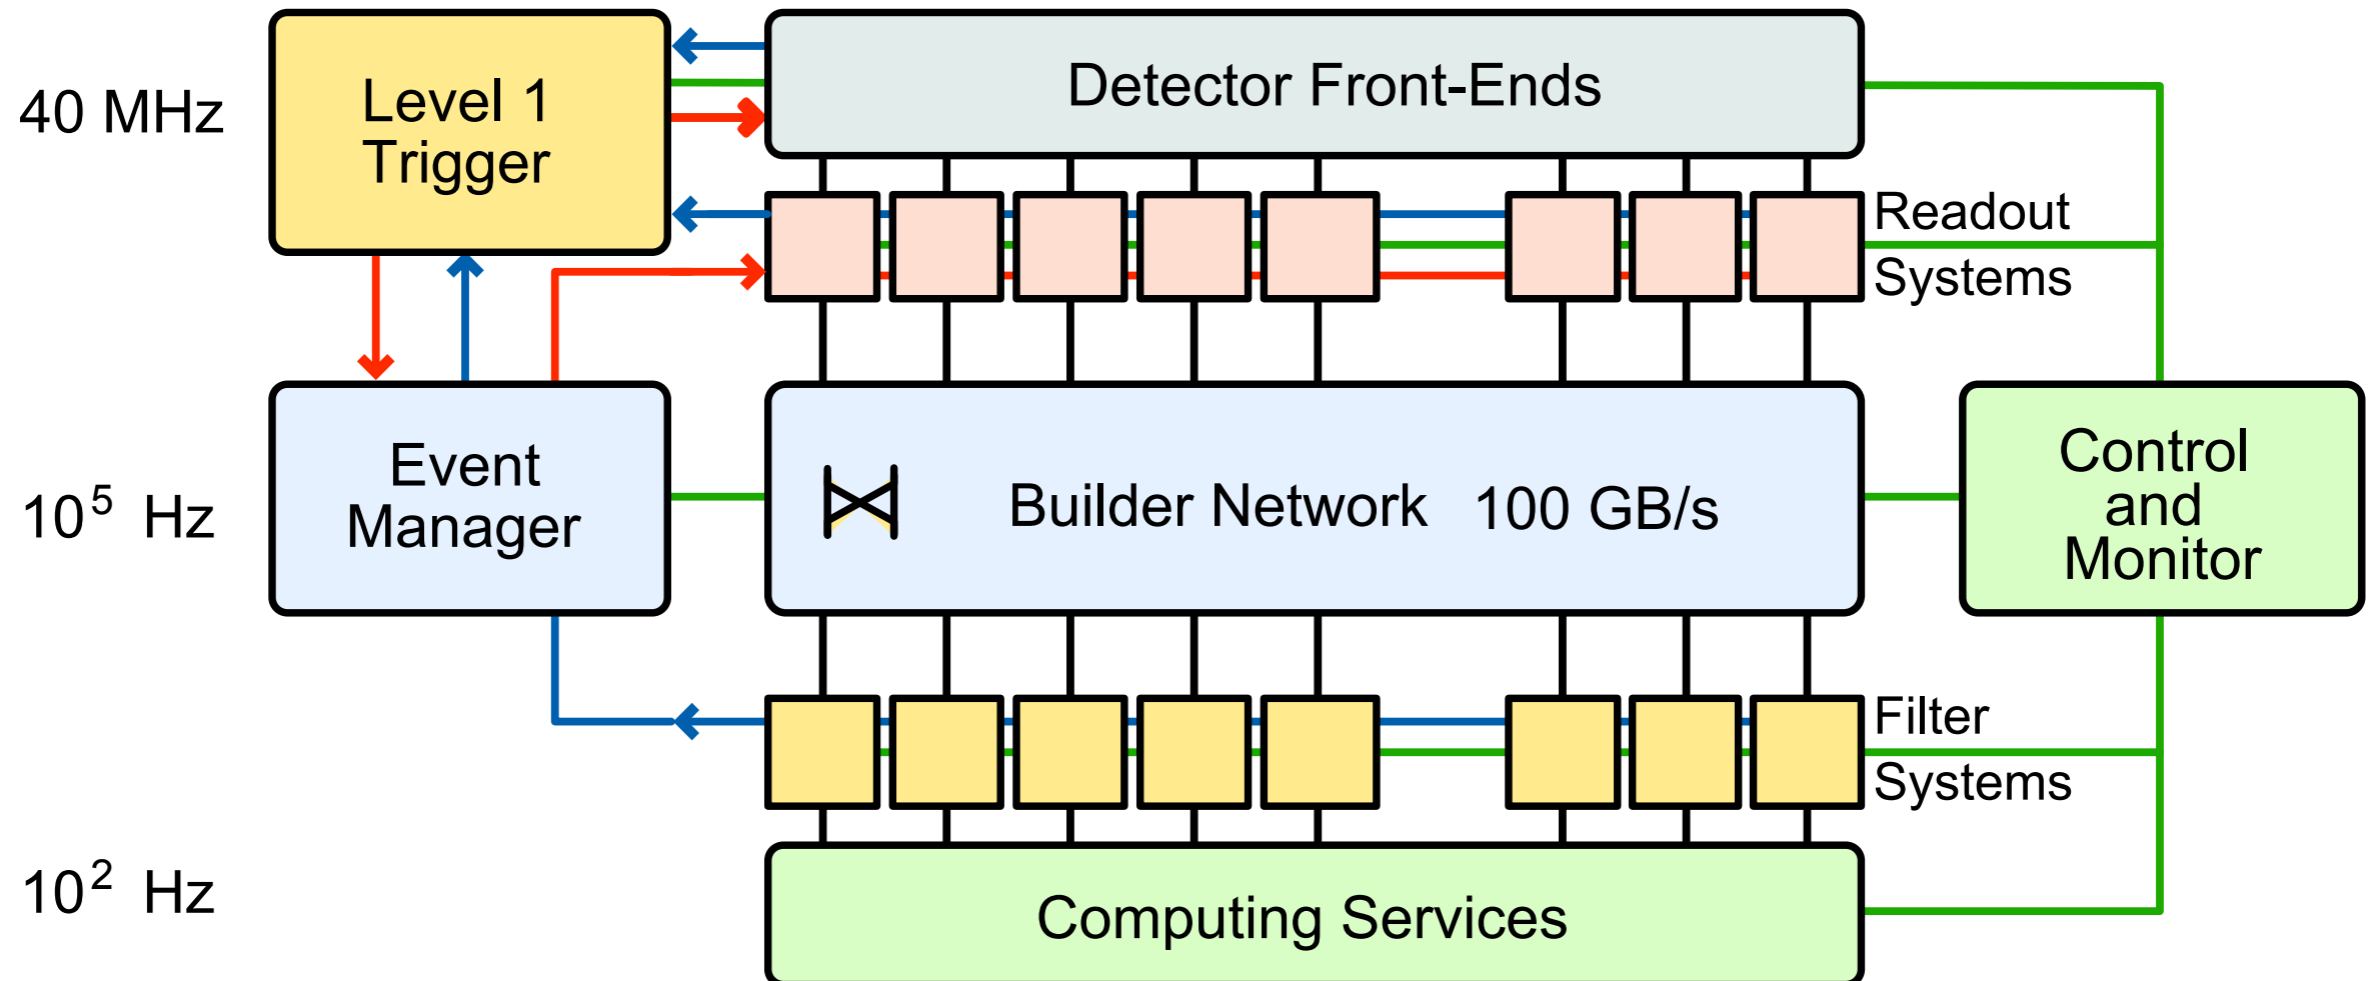 40 MHz
Level 1
Trigger
Detector Front-Ends
Readout
Systems
10⁵ Hz
Event
Manager
Builder Network 100 GB/s
Control
and
Monitor
Filter
Systems
10² Hz
Computing Services